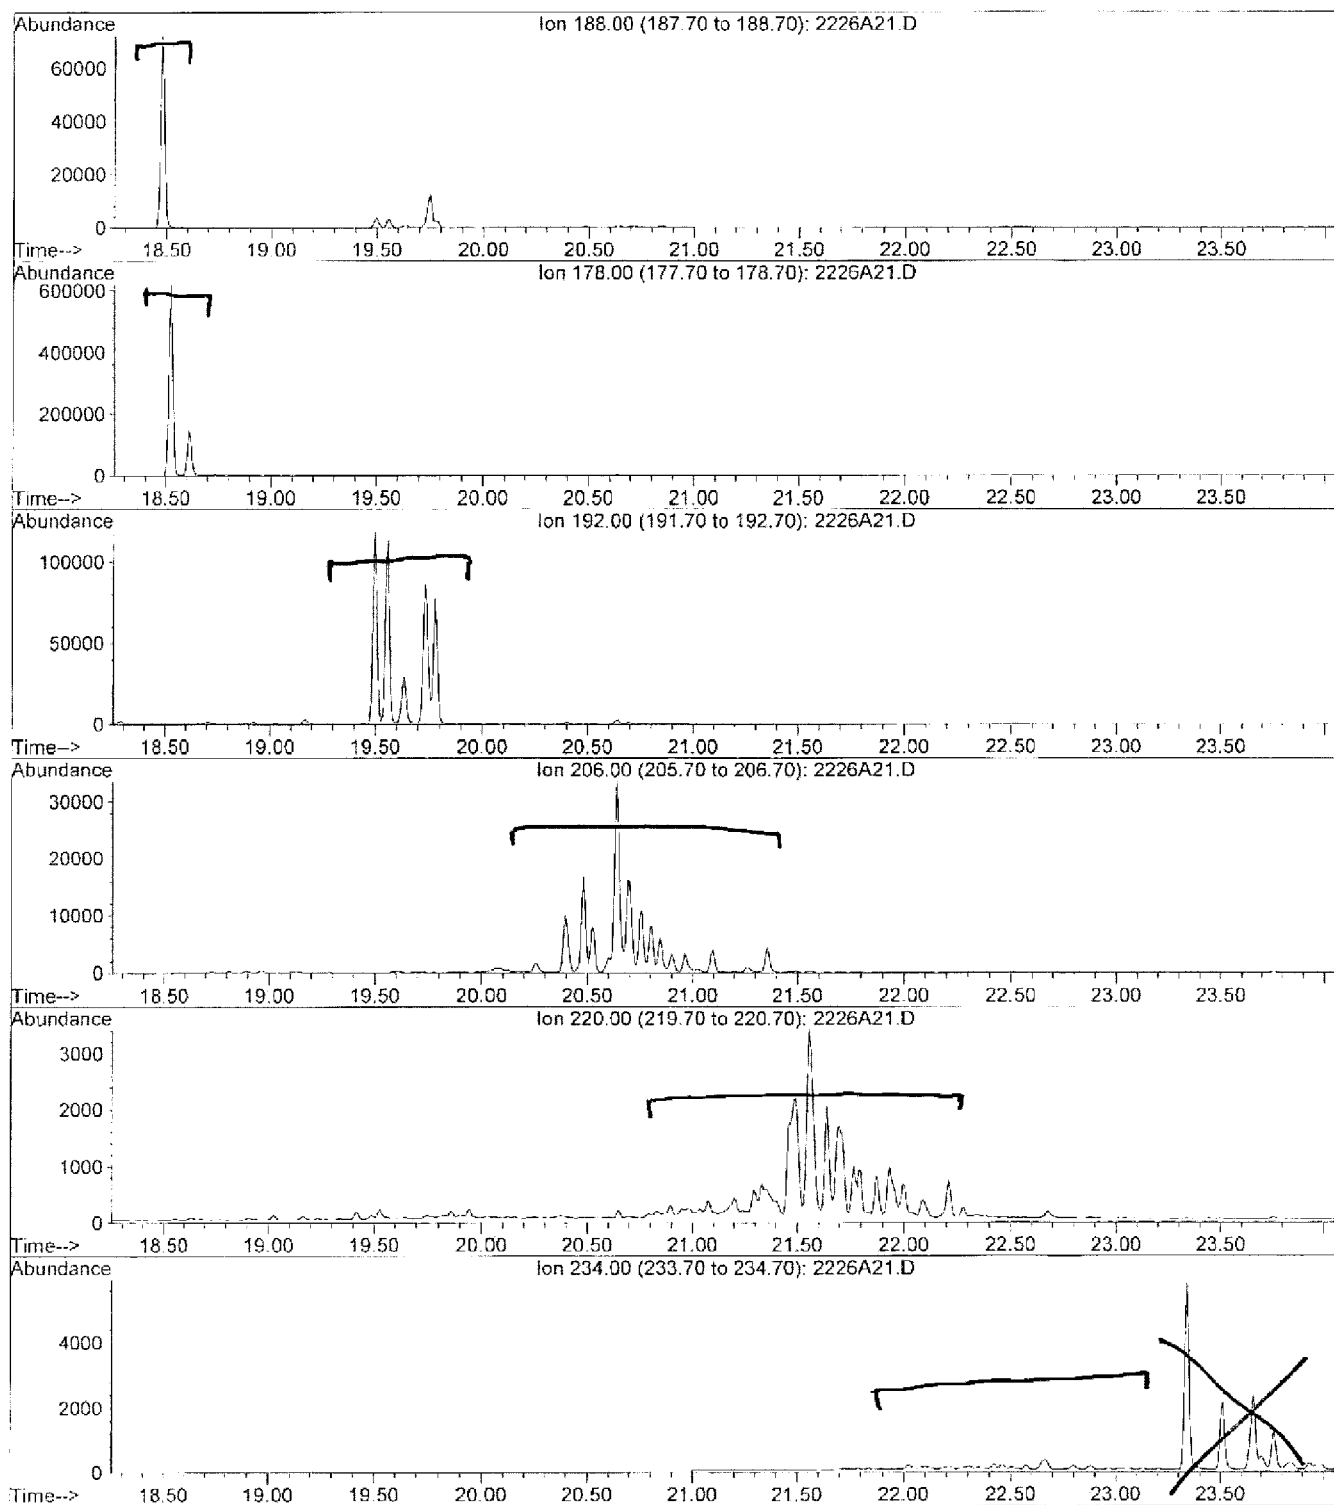 Abundance Ion 188.00 (187.70 to 188.70): 2226A21.D
60000
40000
20000
0
Time--> 18.50 19.00 19.50 20.00 20.50 21.00 21.50 22.00 22.50 23.00 23.50
Abundance Ion 178.00 (177.70 to 178.70): 2226A21.D
600000
400000
200000
0
Time--> 18.50 19.00 19.50 20.00 20.50 21.00 21.50 22.00 22.50 23.00 23.50
Abundance Ion 192.00 (191.70 to 192.70): 2226A21.D
100000
50000
0
Time--> 18.50 19.00 19.50 20.00 20.50 21.00 21.50 22.00 22.50 23.00 23.50
Abundance Ion 206.00 (205.70 to 206.70): 2226A21.D
30000
20000
10000
0
Time--> 18.50 19.00 19.50 20.00 20.50 21.00 21.50 22.00 22.50 23.00 23.50
Abundance Ion 220.00 (219.70 to 220.70): 2226A21.D
3000
2000
1000
0
Time--> 18.50 19.00 19.50 20.00 20.50 21.00 21.50 22.00 22.50 23.00 23.50
Abundance Ion 234.00 (233.70 to 234.70): 2226A21.D
4000
2000
0
Time--> 18.50 19.00 19.50 20.00 20.50 21.00 21.50 22.00 22.50 23.00 23.50